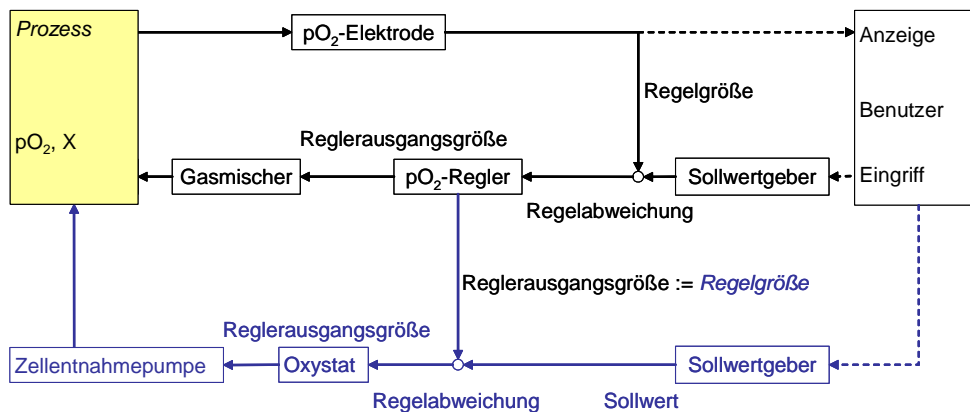 Prozess
pO₂-Elektrode
Anzeige
Regelgröße
Benutzer
pO₂, X
Reglerausgangsgröße
Gasmischer
pO₂-Regler
Sollwertgeber
Eingriff
Regelabweichung
Reglerausgangsgröße := Regelgröße
Reglerausgangsgröße
Zellentnahmepumpe
Oxystat
Sollwertgeber
Regelabweichung
Sollwert